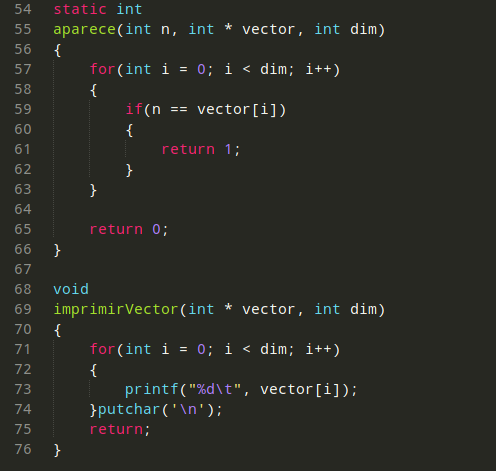 54 static int
55 aparece(int n, int * vector, int dim)
56 {
57     for(int i = 0; i < dim; i++)
58     {
59         if(n == vector[i])
60         {
61             return 1;
62         }
63     }
64
65     return 0;
66 }
67
68 void
69 imprimirVector(int * vector, int dim)
70 {
71     for(int i = 0; i < dim; i++)
72     {
73         printf("%d\t", vector[i]);
74     }putchar('\n');
75     return;
76 }